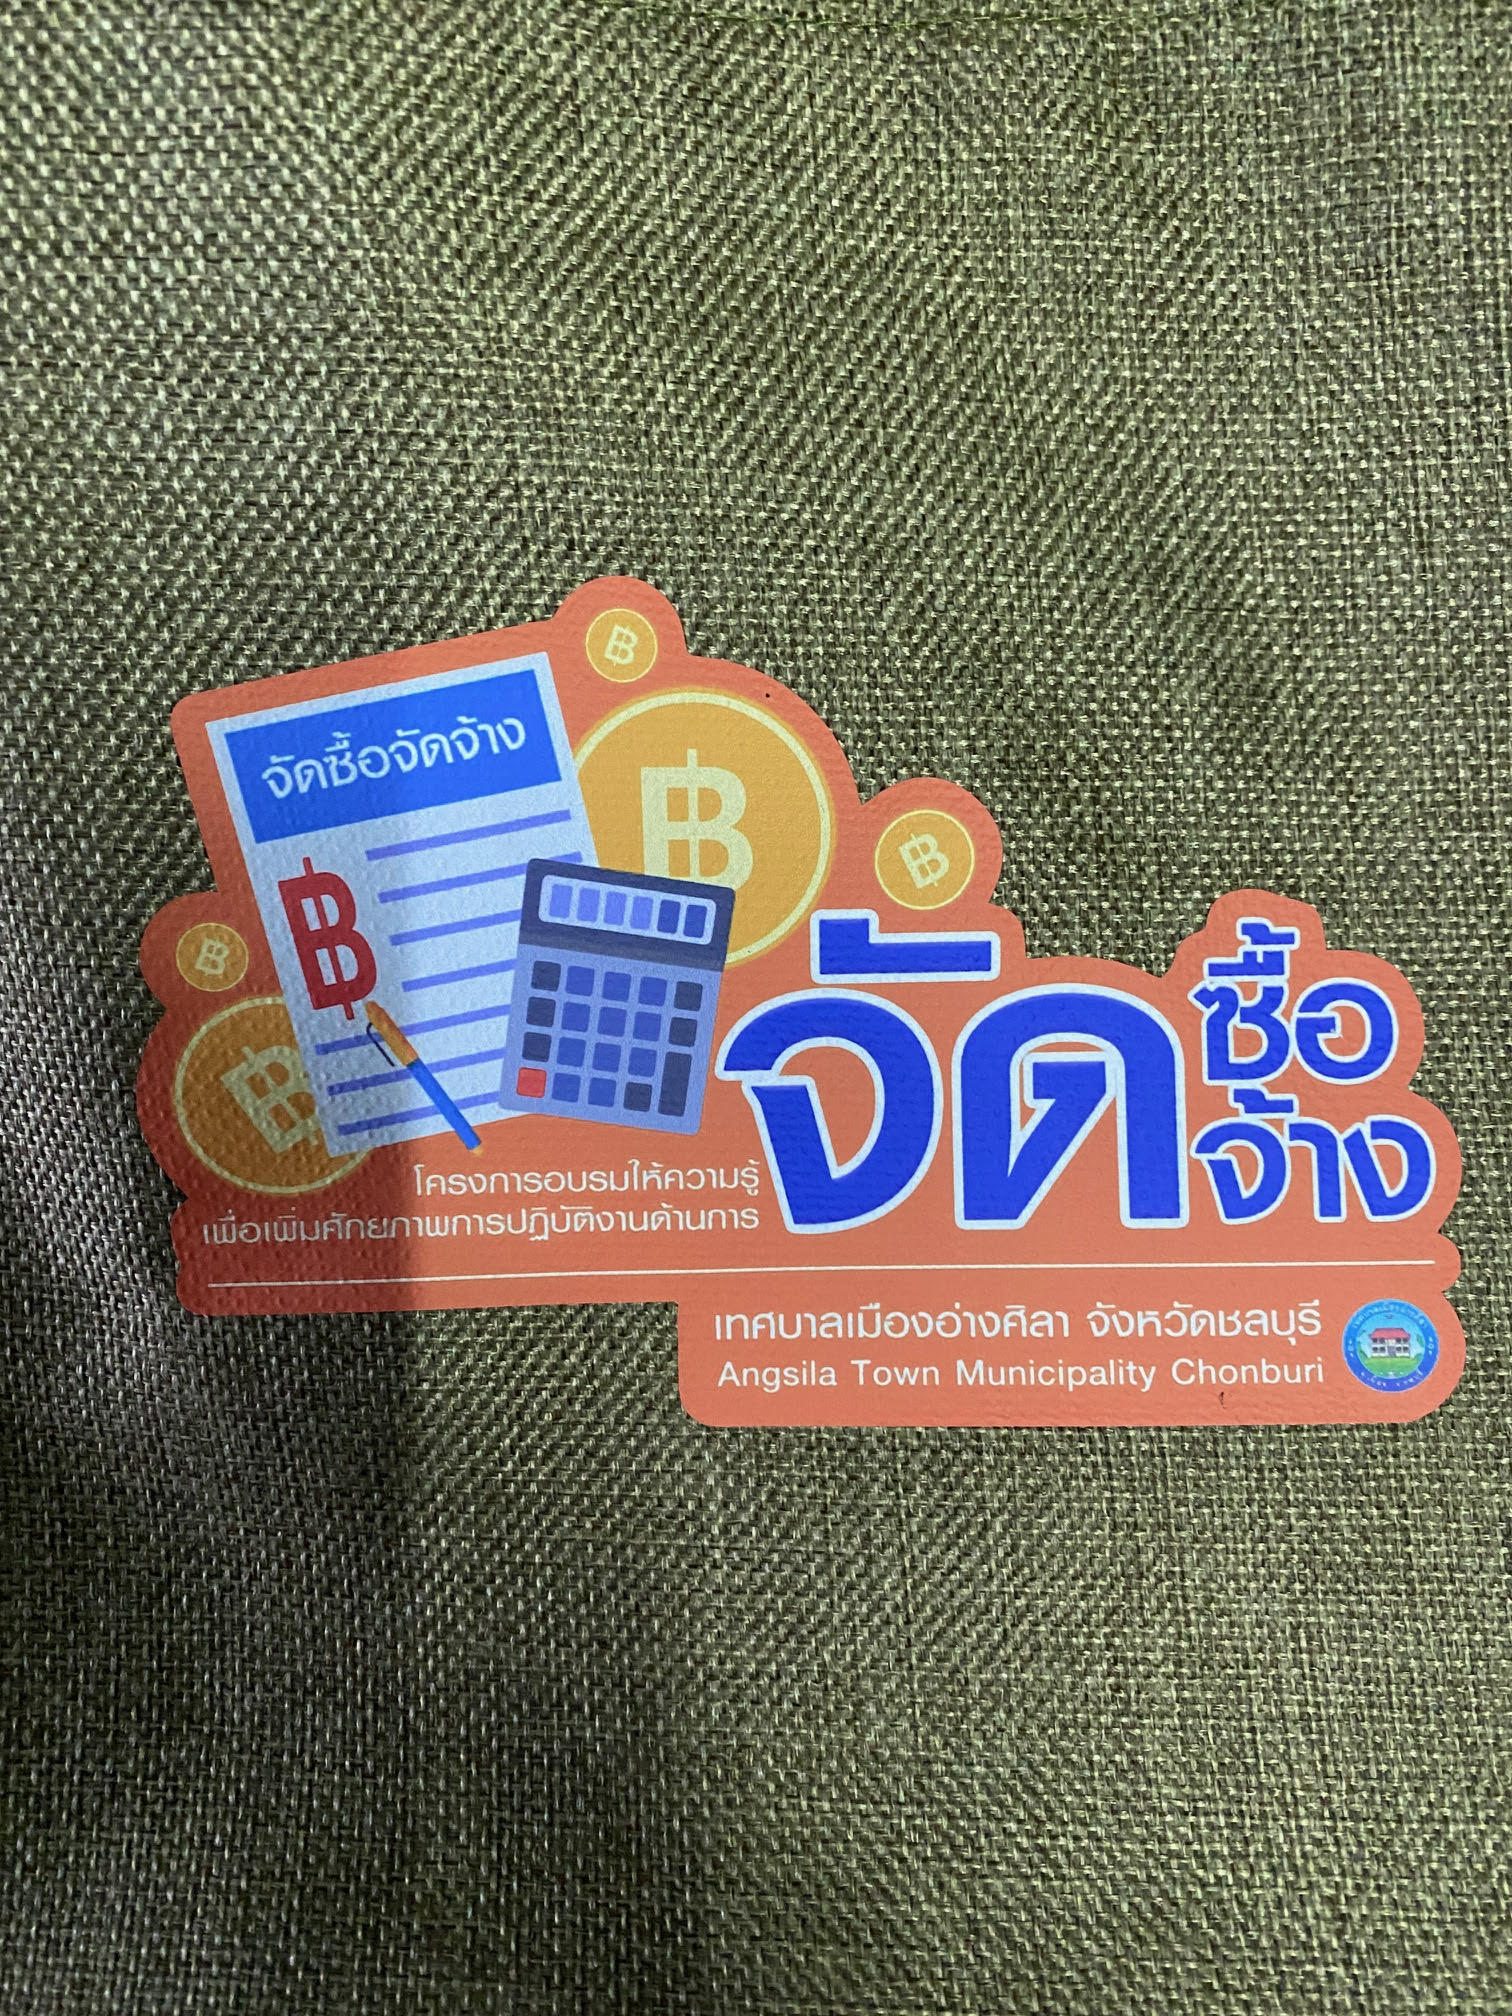 จัดซื้อจัดจ้าง
จัด
ซื้อ
จ้าง
โครงการอบรมให้ความรู้
เพื่อเพิ่มศักยภาพการปฏิบัติงานด้านการ
เทศบาลเมืองอ่างศิลา จังหวัดชลบุรี
Angsila Town Municipality Chonburi